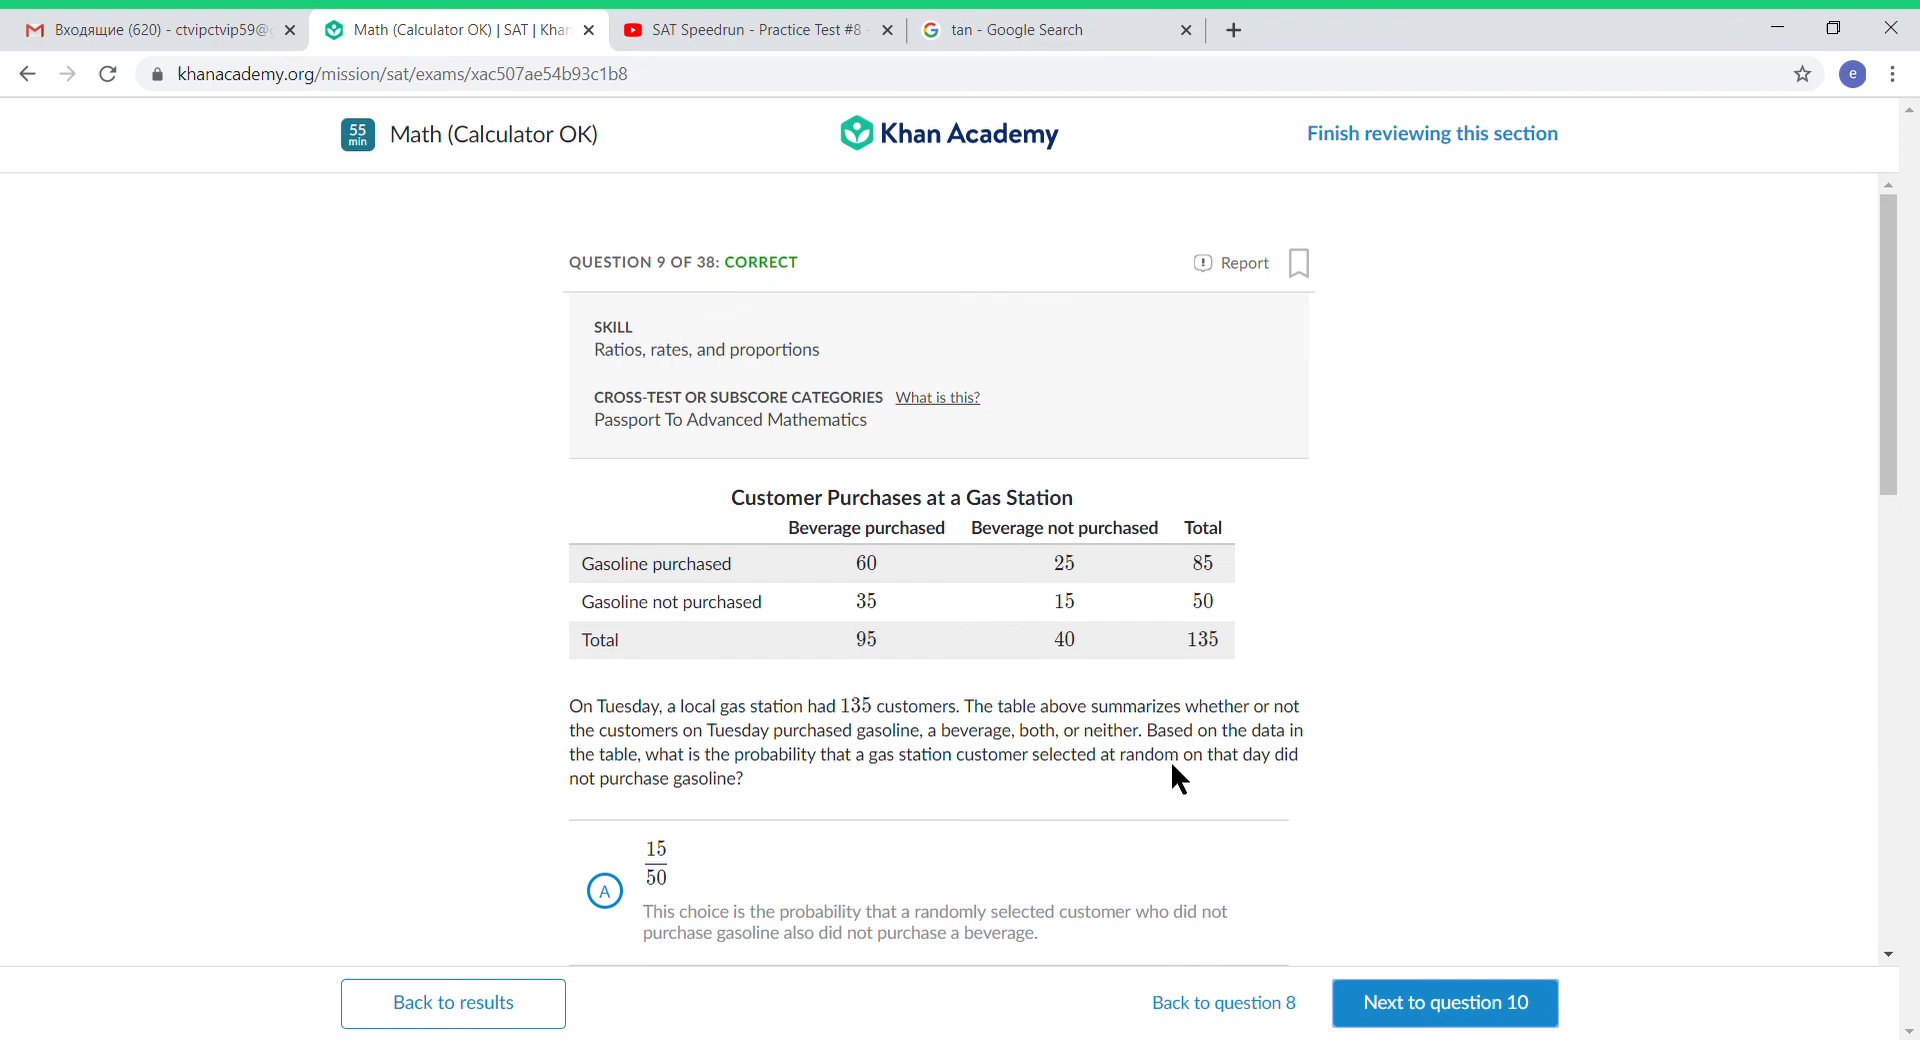 Входящие (620) - ctvipctvip59@
Math (Calculator OK) | SAT | Khan
SAT Speedrun - Practice Test #8 -
tan - Google Search
khanacademy.org/mission/sat/exams/xac507ae54b93c1b8
e
55
min
Math (Calculator OK)
Khan Academy
Finish reviewing this section
QUESTION 9 OF 38: CORRECT
Report
SKILL
Ratios, rates, and proportions
CROSS-TEST OR SUBSCORE CATEGORIES What is this?
Passport To Advanced Mathematics
Customer Purchases at a Gas Station
Beverage purchased Beverage not purchased Total
Gasoline purchased 60 25 85
Gasoline not purchased 35 15 50
Total 95 40 135
On Tuesday, a local gas station had 135 customers. The table above summarizes whether or not
the customers on Tuesday purchased gasoline, a beverage, both, or neither. Based on the data in
the table, what is the probability that a gas station customer selected at random on that day did
not purchase gasoline?
15
50
A
This choice is the probability that a randomly selected customer who did not
purchase gasoline also did not purchase a beverage.
Back to results
Back to question 8
Next to question 10